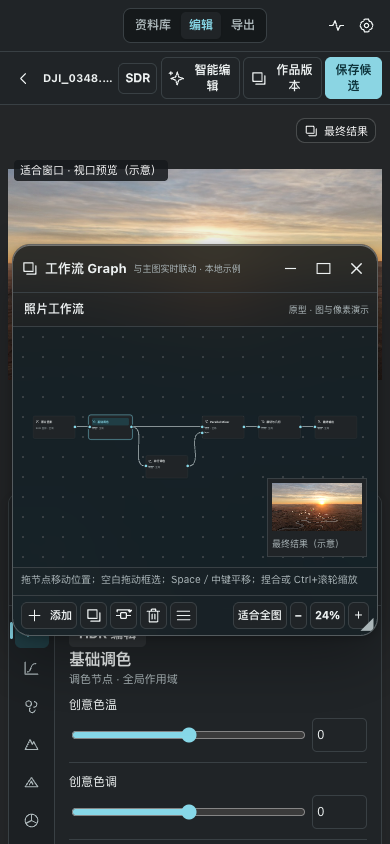 资料库
编辑
导出
DJI_0348....
SDR
智能编
辑
作品版
本
保存候
选
最终结果
适合窗口 · 视口预览（示意）
工作流 Graph
与主图实时联动 · 本地示例
照片工作流
原型 · 图与像素演示
最终结果（示意）
拖节点移动位置；空白拖动框选；Space / 中键平移；捏合或 Ctrl+滚轮缩放
添加
适合全图
−
24%
+
基础调色
调色节点 · 全局作用域
创意色温
0
创意色调
0